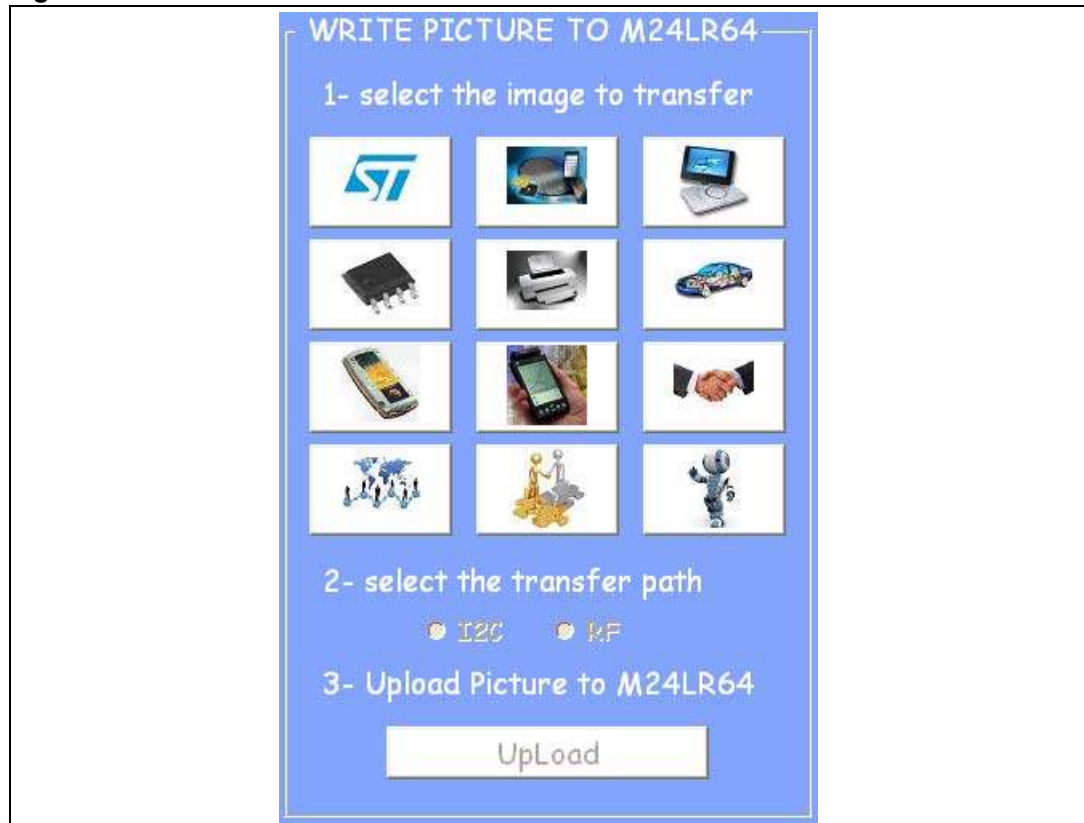 WRITE PICTURE TO M24LR64
1- select the image to transfer
ST
2- select the transfer path
I2C RF
3- Upload Picture to M24LR64
UpLoad